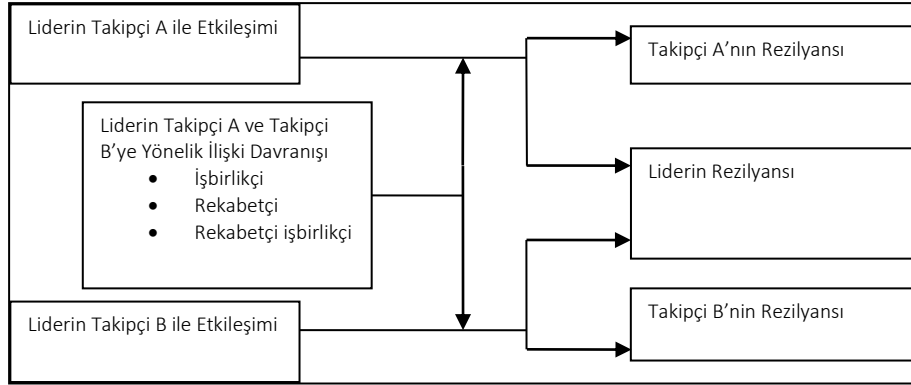 Liderin Takipçi A ile Etkileşimi
Takipçi A’nın Rezilyansı
Liderin Takipçi A ve Takipçi
B’ye Yönelik İlişki Davranışı
• İşbirlikçi
• Rekabetçi
• Rekabetçi işbirlikçi
Liderin Rezilyansı
Liderin Takipçi B ile Etkileşimi
Takipçi B’nin Rezilyansı